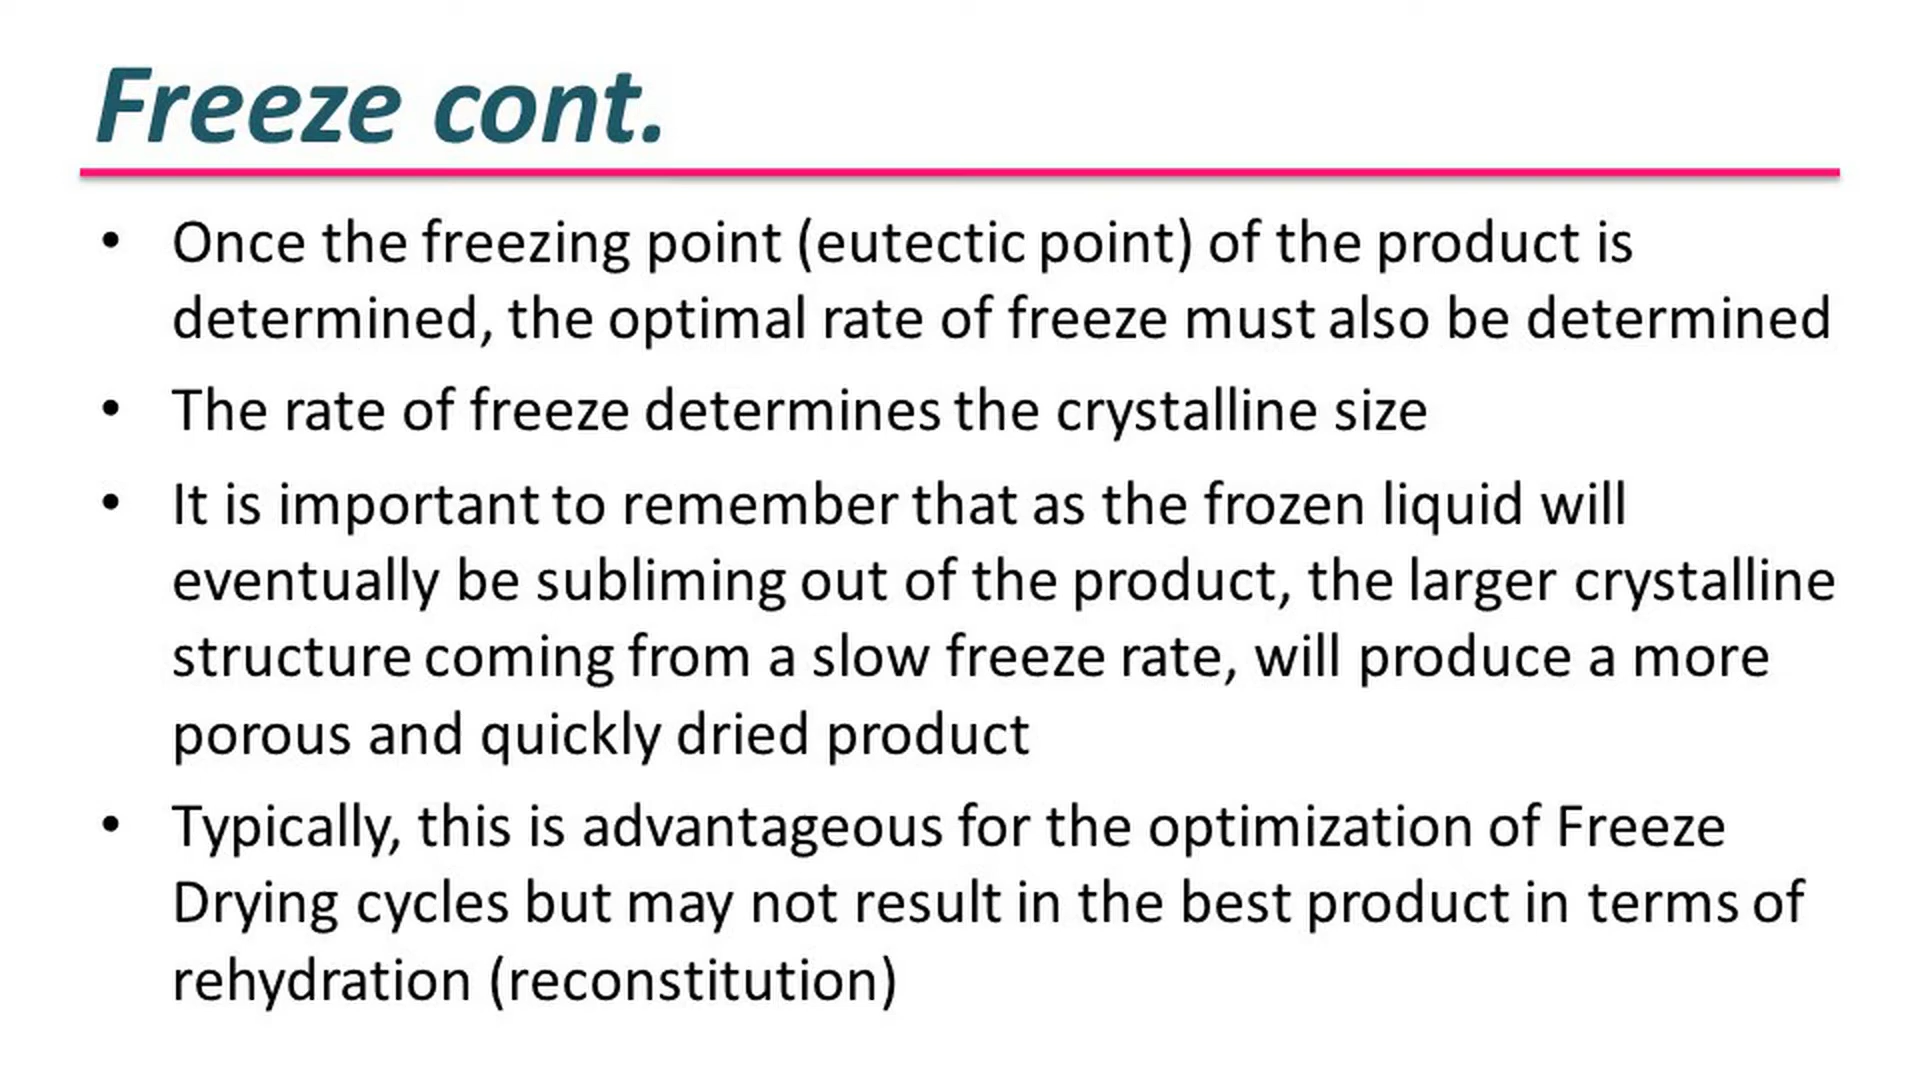 Freeze cont.
• Once the freezing point (eutectic point) of the product is
determined, the optimal rate of freeze must also be determined
• The rate of freeze determines the crystalline size
• It is important to remember that as the frozen liquid will
eventually be subliming out of the product, the larger crystalline
structure coming from a slow freeze rate, will produce a more
porous and quickly dried product
• Typically, this is advantageous for the optimization of Freeze
Drying cycles but may not result in the best product in terms of
rehydration (reconstitution)